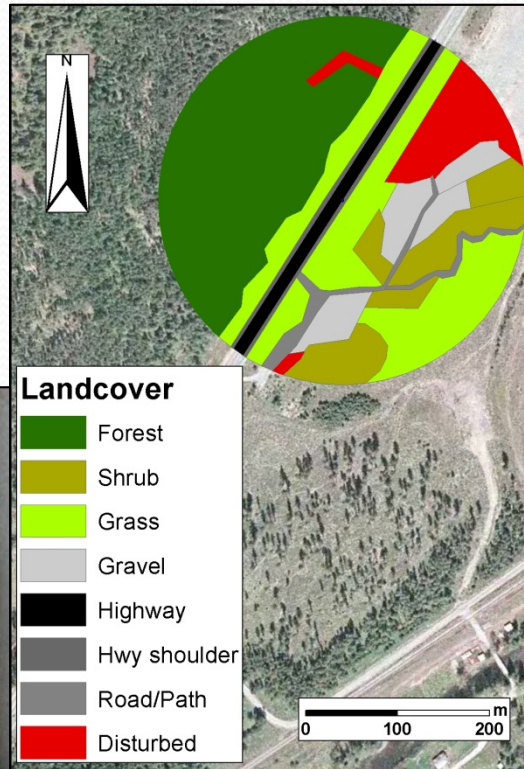 N
Landcover
Forest
Shrub
Grass
Gravel
Highway
Hwy shoulder
Road/Path
Disturbed
m
0 100 200